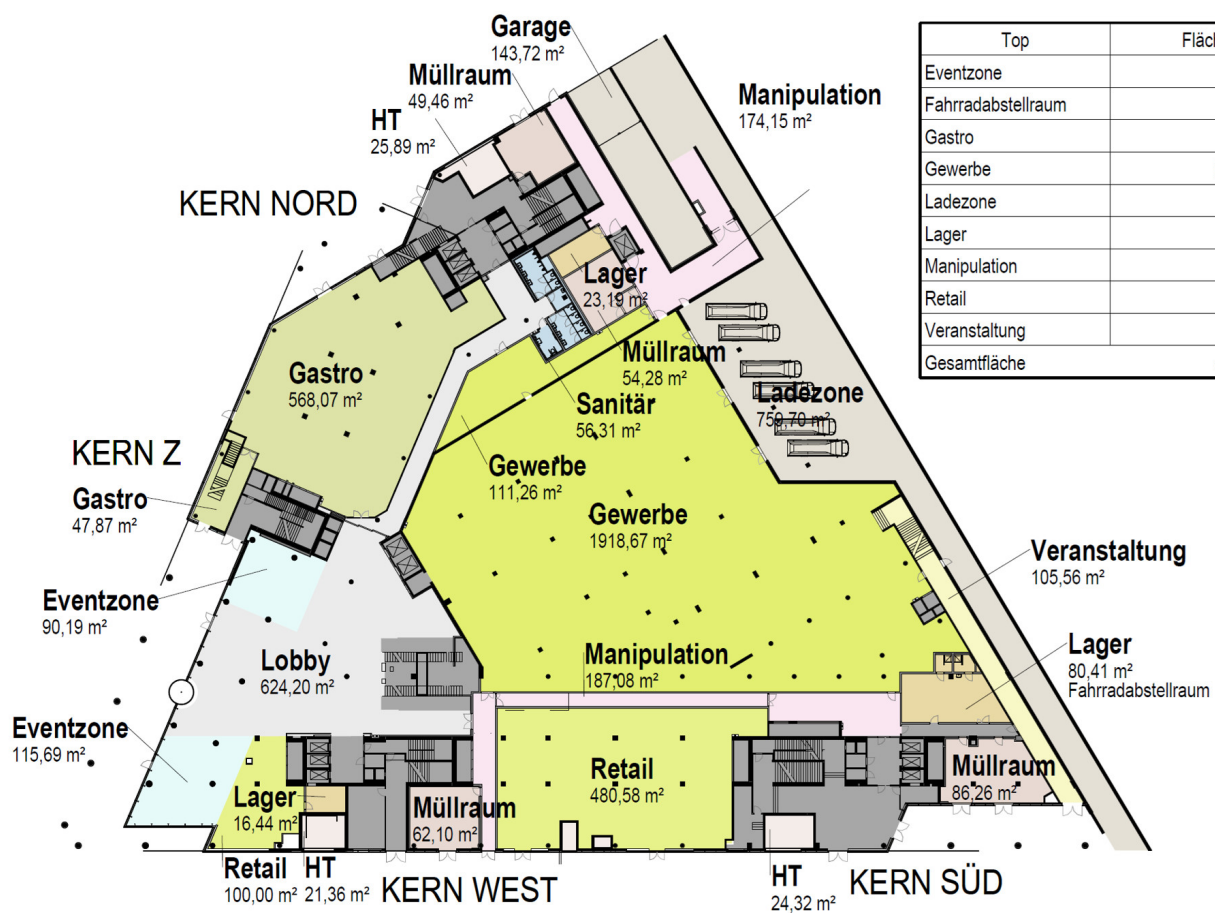 Garage
143,72 m²
Müllraum
49,46 m²
HT
25,89 m²
Manipulation
174,15 m²
KERN NORD
Lager
23,19 m²
Müllraum
54,28 m²
Gastro
568,07 m²
Sanitär
56,31 m²
Ladezone
759,70 m²
KERN Z
Gastro
47,87 m²
Gewerbe
111,26 m²
Gewerbe
1918,67 m²
Veranstaltung
105,56 m²
Eventzone
90,19 m²
Lobby
624,20 m²
Manipulation
187,08 m²
Lager
80,41 m²
Fahrradabstellraum
Eventzone
115,69 m²
Retail
480,58 m²
Müllraum
86,26 m²
Lager
16,44 m²
Müllraum
62,10 m²
Retail
100,00 m²
HT
21,36 m²
KERN WEST
HT
24,32 m²
KERN SÜD
Top Fläch
Eventzone
Fahrradabstellraum
Gastro
Gewerbe
Ladezone
Lager
Manipulation
Retail
Veranstaltung
Gesamtfläche